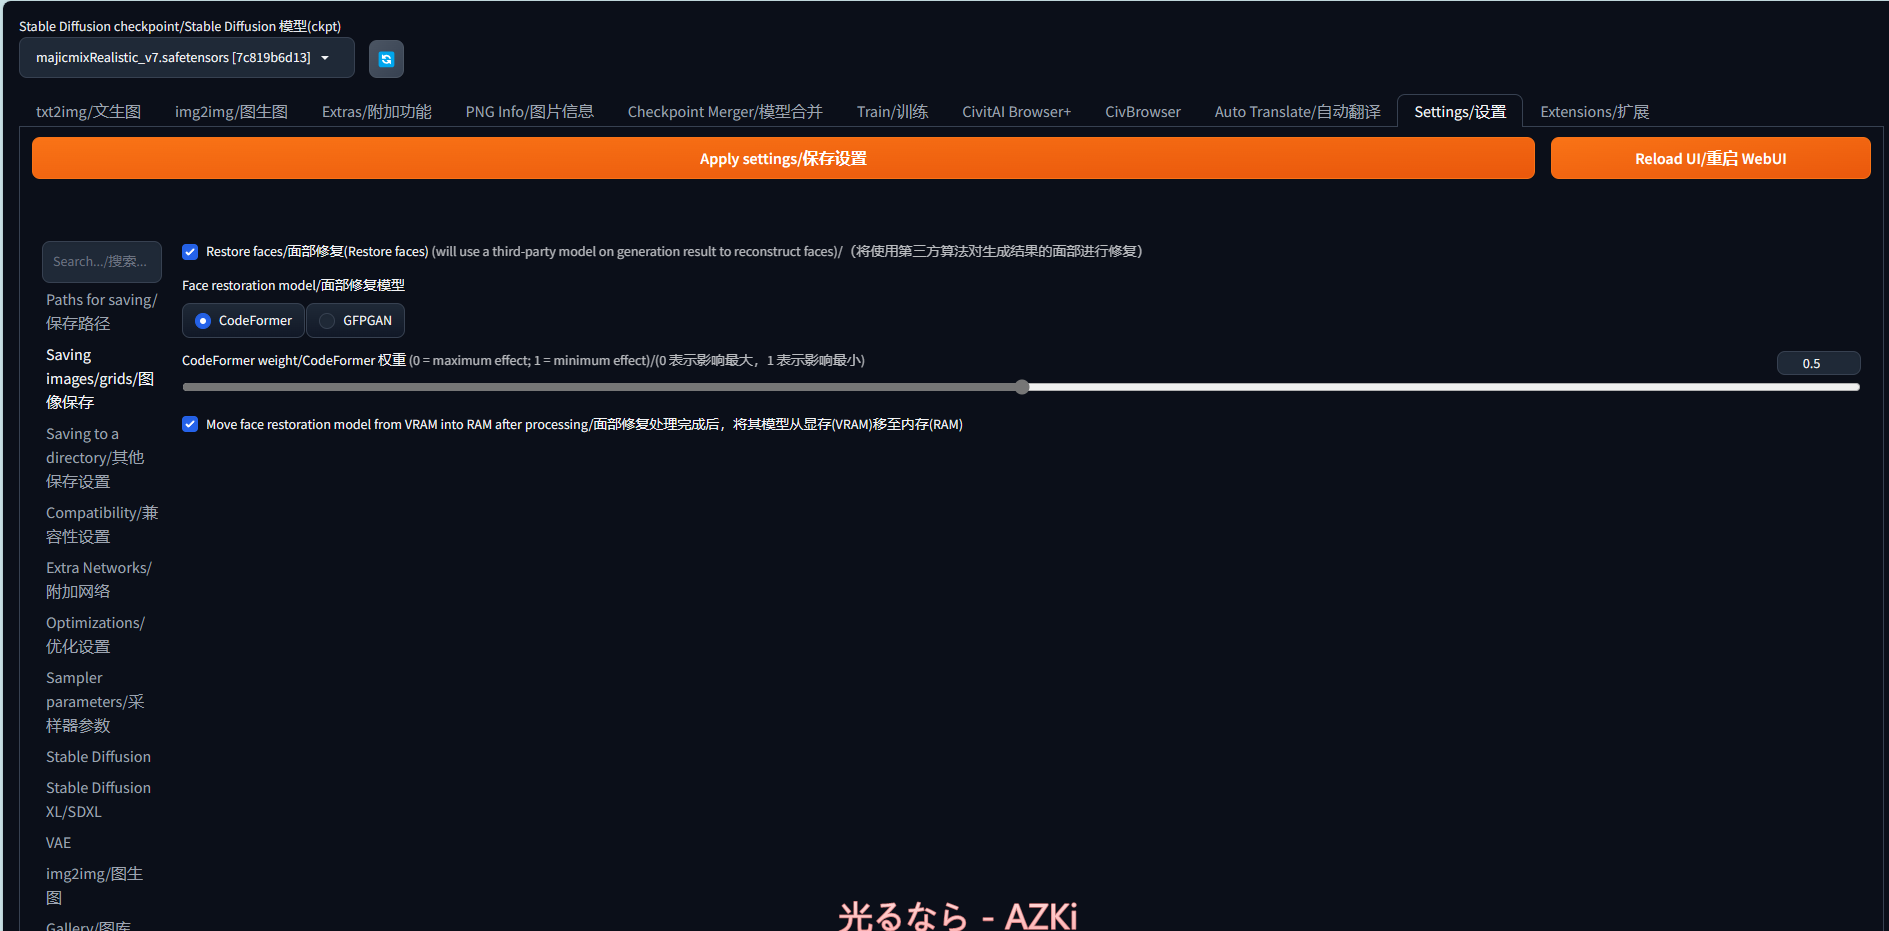 Stable Diffusion checkpoint/Stable Diffusion 模型(ckpt)
majicmixRealistic_v7.safetensors [7c819b6d13]
txt2img/文生图
img2img/图生图
Extras/附加功能
PNG Info/图片信息
Checkpoint Merger/模型合并
Train/训练
CivitAI Browser+
CivBrowser
Auto Translate/自动翻译
Settings/设置
Extensions/扩展
Apply settings/保存设置
Reload UI/重启 WebUI
Search.../搜索...
Paths for saving/
保存路径
Saving
images/grids/图
像保存
Saving to a
directory/其他
保存设置
Compatibility/兼
容性设置
Extra Networks/
附加网络
Optimizations/
优化设置
Sampler
parameters/采
样器参数
Stable Diffusion
Stable Diffusion
XL/SDXL
VAE
img2img/图生
图
Gallery/图库
Restore faces/面部修复(Restore faces) (will use a third-party model on generation result to reconstruct faces)/（将使用第三方算法对生成结果的面部进行修复）
Face restoration model/面部修复模型
CodeFormer
GFPGAN
CodeFormer weight/CodeFormer 权重 (0 = maximum effect; 1 = minimum effect)/(0 表示影响最大，1 表示影响最小)
0.5
Move face restoration model from VRAM into RAM after processing/面部修复处理完成后，将其模型从显存(VRAM)移至内存(RAM)
光るなら - AZKi